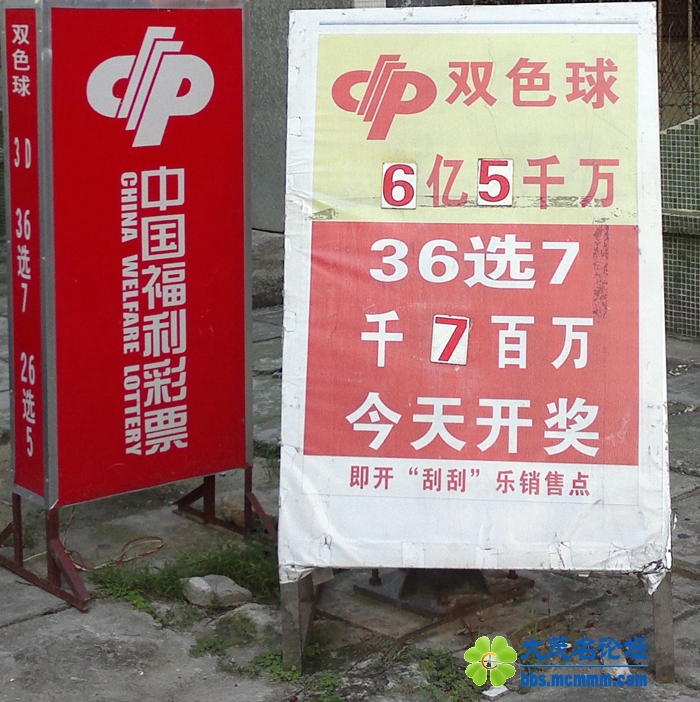 双色球
3D
36选7
26选5
中国福利彩票
CHINA WELFARE LOTTERY
双色球
6亿5千万
36选7
千7百万
今天开奖
即开“刮刮”乐销售点
大茂名论坛
bbs.mcmmm.com